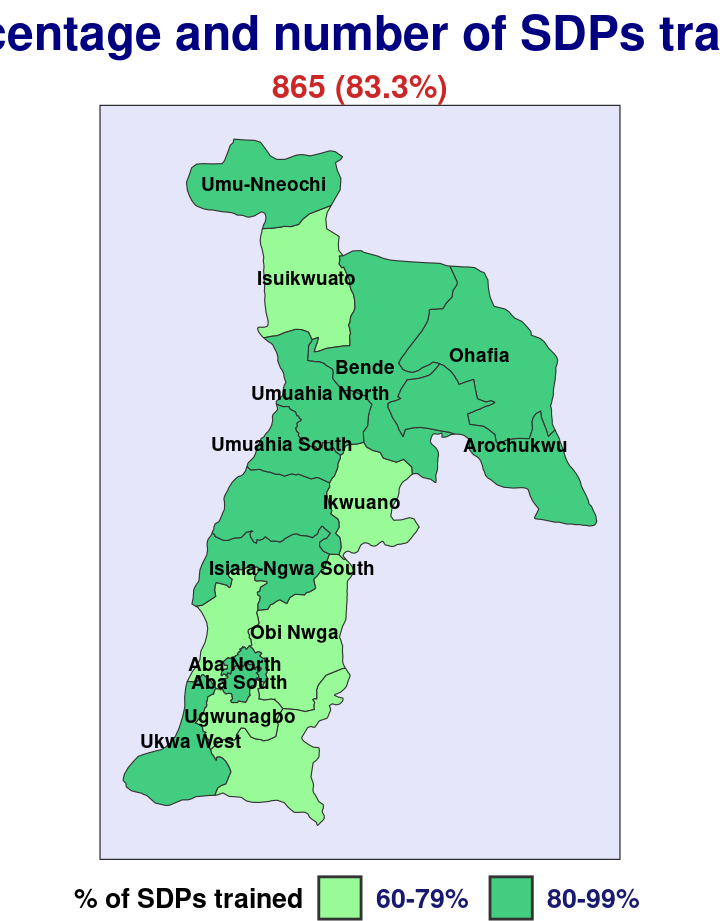 centage and number of SDPs tra
865 (83.3%)
Umu-Nneochi
Isuikwuato
Ohafia
Bende
Umuahia North
Umuahia South
Arochukwu
Ikwuano
Isiala-Ngwa South
Obi Nwga
Aba North
Aba South
Ugwunagbo
Ukwa West
% of SDPs trained 60-79% 80-99%